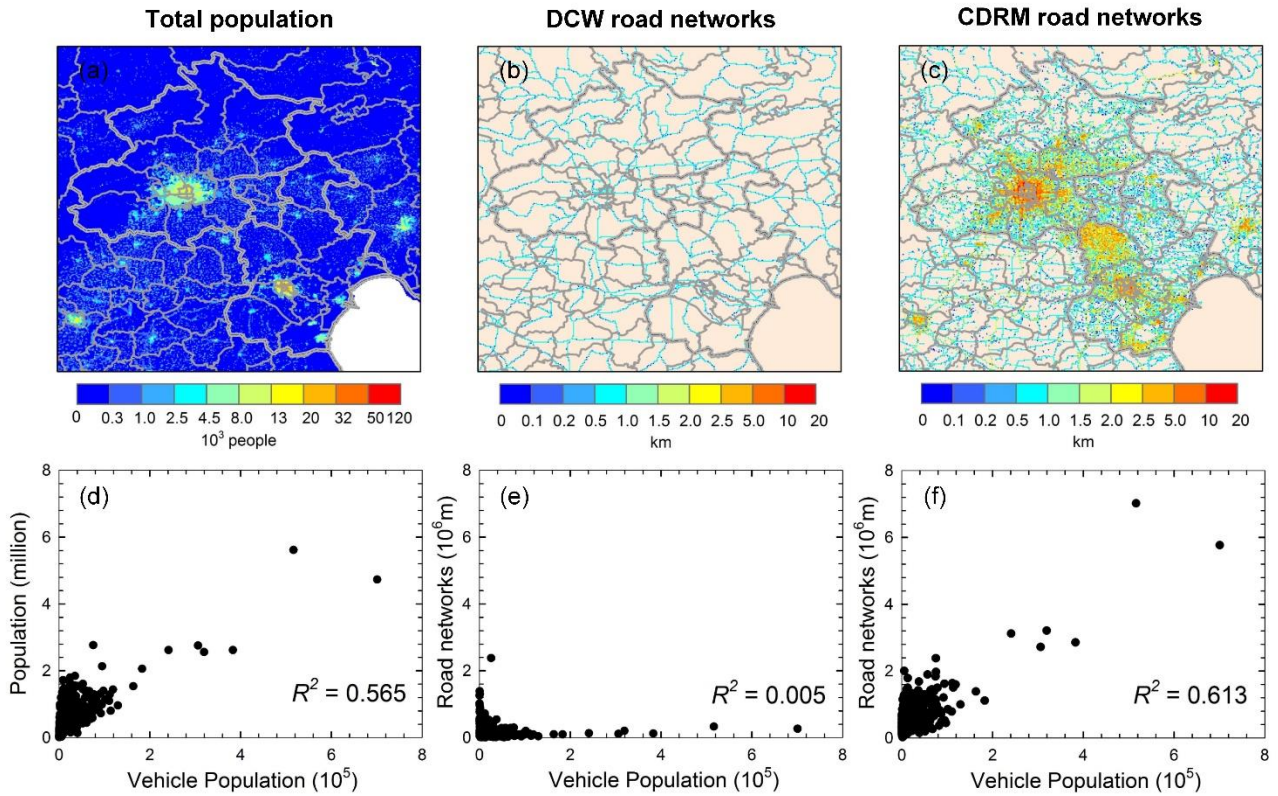 Total population
DCW road networks
CDRM road networks
(a)
(b)
(c)
0 0.3 1.0 2.5 4.5 8.0 13 20 32 50 120
10³ people
0 0.1 0.2 0.5 1.0 1.5 2.0 2.5 5.0 10 20
km
0 0.1 0.2 0.5 1.0 1.5 2.0 2.5 5.0 10 20
km
(d)
Population (million)
8
6
4
2
0
R² = 0.565
0 2 4 6 8
Vehicle Population (10⁵)
(e)
Road networks (10⁶m)
8
6
4
2
0
R² = 0.005
0 2 4 6 8
Vehicle Population (10⁵)
(f)
Road networks (10⁶m)
8
6
4
2
0
R² = 0.613
0 2 4 6 8
Vehicle Population (10⁵)